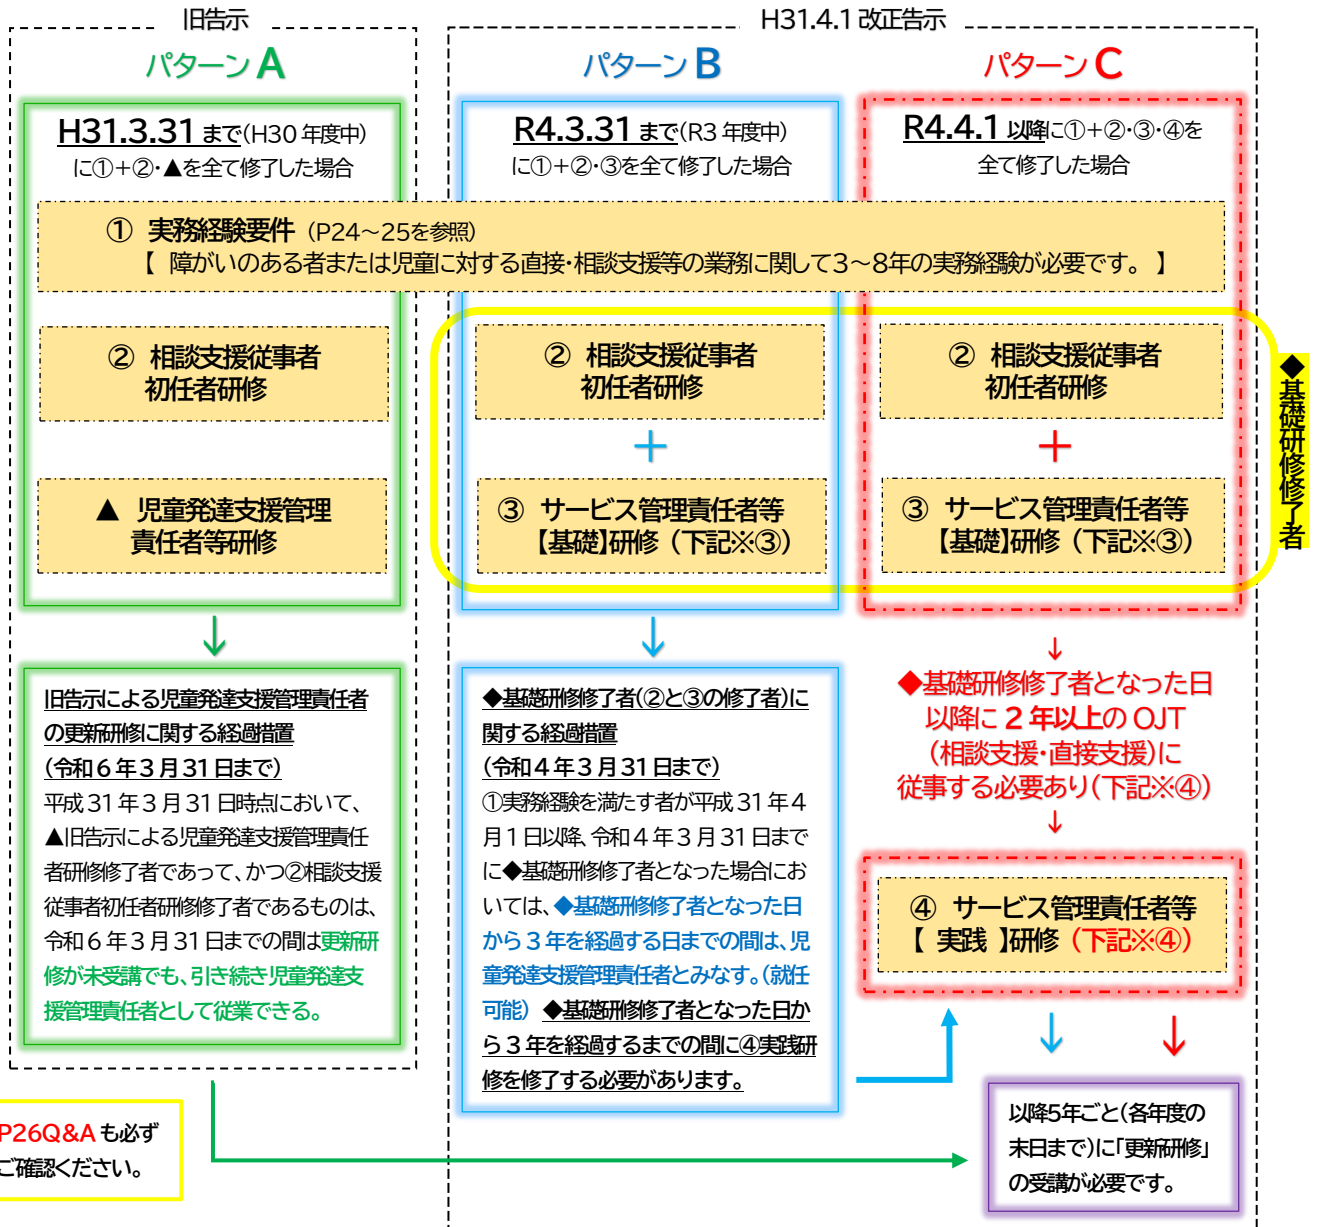 旧告示
H31.4.1 改正告示
パターン A
パターン B
パターン C
H31.3.31 まで(H30 年度中)
に①＋②・▲を全て修了した場合
R4.3.31 まで(R3 年度中)
に①＋②・③を全て修了した場合
R4.4.1 以降に①＋②・③・④を
全て修了した場合
① 実務経験要件（P24～25を参照）
【 障がいのある者または児童に対する直接・相談支援等の業務に関して３～８年の実務経験が必要です。 】
② 相談支援従事者
初任者研修
▲ 児童発達支援管理
責任者等研修
② 相談支援従事者
初任者研修
＋
③ サービス管理責任者等
【基礎】研修（下記※③）
② 相談支援従事者
初任者研修
＋
③ サービス管理責任者等
【基礎】研修（下記※③）
◆基礎研修修了者
↓
旧告示による児童発達支援管理責任者
の更新研修に関する経過措置
(令和６年３月31日まで)
平成31年３月31日時点において、
▲旧告示による児童発達支援管理責任
者研修修了者であって、かつ②相談支援
従事者初任者研修修了者であるものは、
令和６年３月31日までの間は更新研
修が未受講でも、引き続き児童発達支
援管理責任者として従業できる。
↓
◆基礎研修修了者(②と③の修了者)に
関する経過措置
(令和４年３月31日まで)
①実務経験を満たす者が平成31年４
月１日以降、令和４年３月31日まで
に◆基礎研修修了者となった場合にお
いては、◆基礎研修修了者となった日
から３年を経過する日までの間は、児
童発達支援管理責任者とみなす。(就任
可能) ◆基礎研修修了者となった日か
ら３年を経過するまでの間に④実践研
修を修了する必要があります。
↓
◆基礎研修修了者となった日
以降に２年以上の OJT
(相談支援・直接支援)に
従事する必要あり(下記※④)
↓
④ サービス管理責任者等
【 実践 】研修（下記※④）
↓
↓
以降5年ごと(各年度の
末日まで)に「更新研修」
の受講が必要です。
P26Q&A も必ず
ご確認ください。